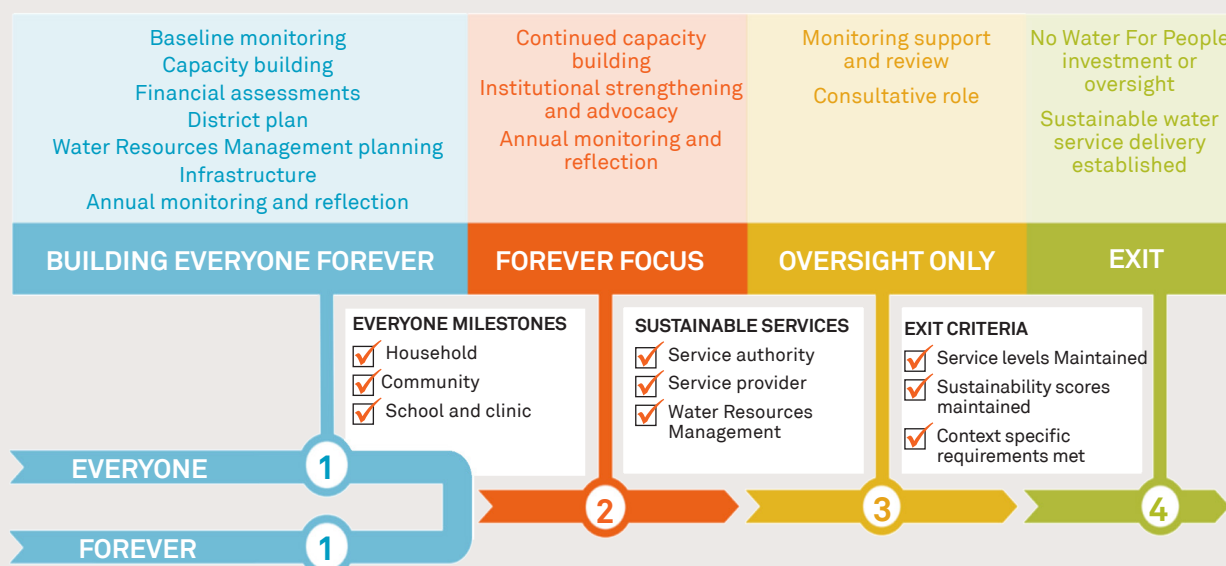 Baseline monitoring
Capacity building
Financial assessments
District plan
Water Resources Management planning
Infrastructure
Annual monitoring and reflection
Continued capacity
building
Institutional strengthening
and advocacy
Annual monitoring and
reflection
Monitoring support
and review
Consultative role
No Water For People
investment or
oversight
Sustainable water
service delivery
established
BUILDING EVERYONE FOREVER
FOREVER FOCUS
OVERSIGHT ONLY
EXIT
EVERYONE MILESTONES
Household
Community
School and clinic
SUSTAINABLE SERVICES
Service authority
Service provider
Water Resources
Management
EXIT CRITERIA
Service levels Maintained
Sustainability scores
maintained
Context specific
requirements met
EVERYONE
1
FOREVER
1
2
3
4